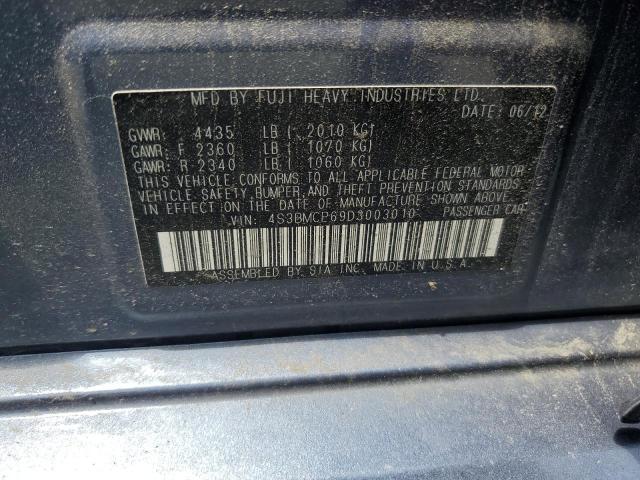 MFD BY FUJI HEAVY INDUSTRIES LTD.
DATE: 06/12
GVWR: 4435 LB ( 2010 KG)
GAWR: F 2360 LB ( 1070 KG)
GAWR: R 2340 LB ( 1060 KG)
THIS VEHICLE CONFORMS TO ALL APPLICABLE FEDERAL MOTOR
VEHICLE SAFETY, BUMPER, AND THEFT PREVENTION STANDARDS
IN EFFECT ON THE DATE OF MANUFACTURE SHOWN ABOVE.
VIN: 4S3BMCP69D3003010 PASSENGER CAR
ASSEMBLED BY SIA INC. MADE IN U.S.A.